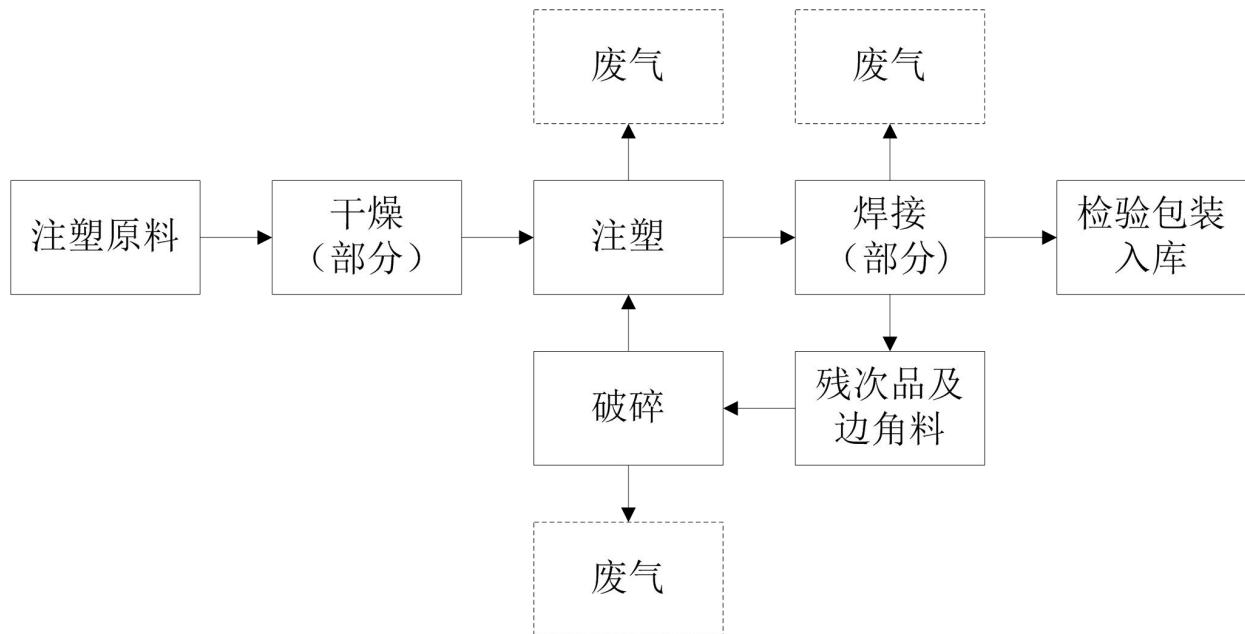 废气
废气
注塑原料
干燥
（部分）
注塑
焊接
（部分）
检验包装
入库
破碎
残次品及
边角料
废气